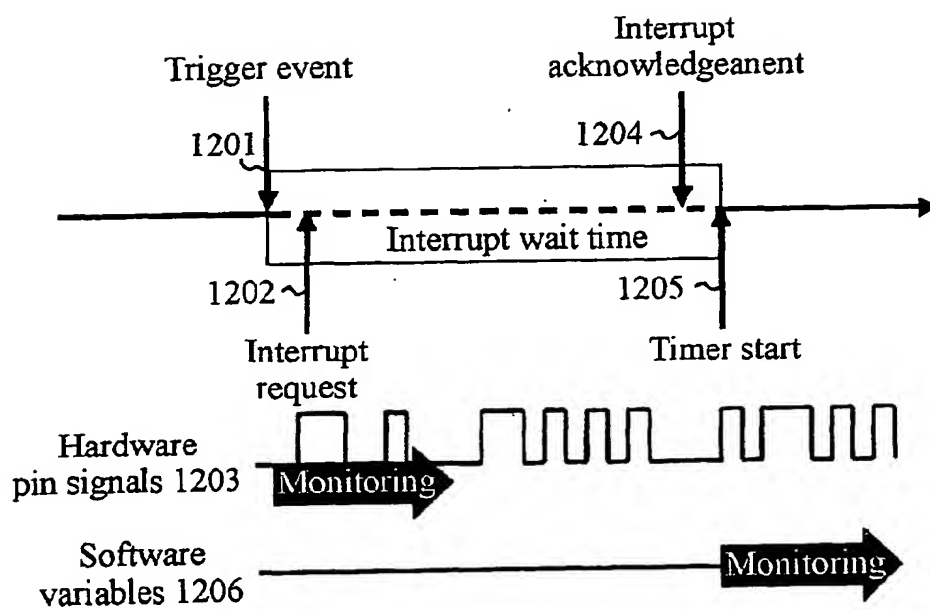 Interrupt
acknowledgeanent
Trigger event
1201
1204
Interrupt wait time
1202
1205
Interrupt
request
Timer start
Hardware
pin signals 1203
Monitoring
Software
variables 1206
Monitoring